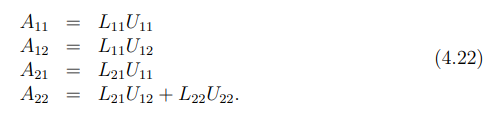 A₁₁ = L₁₁U₁₁
A₁₂ = L₁₁U₁₂
A₂₁ = L₂₁U₁₁
A₂₂ = L₂₁U₁₂ + L₂₂U₂₂.
(4.22)